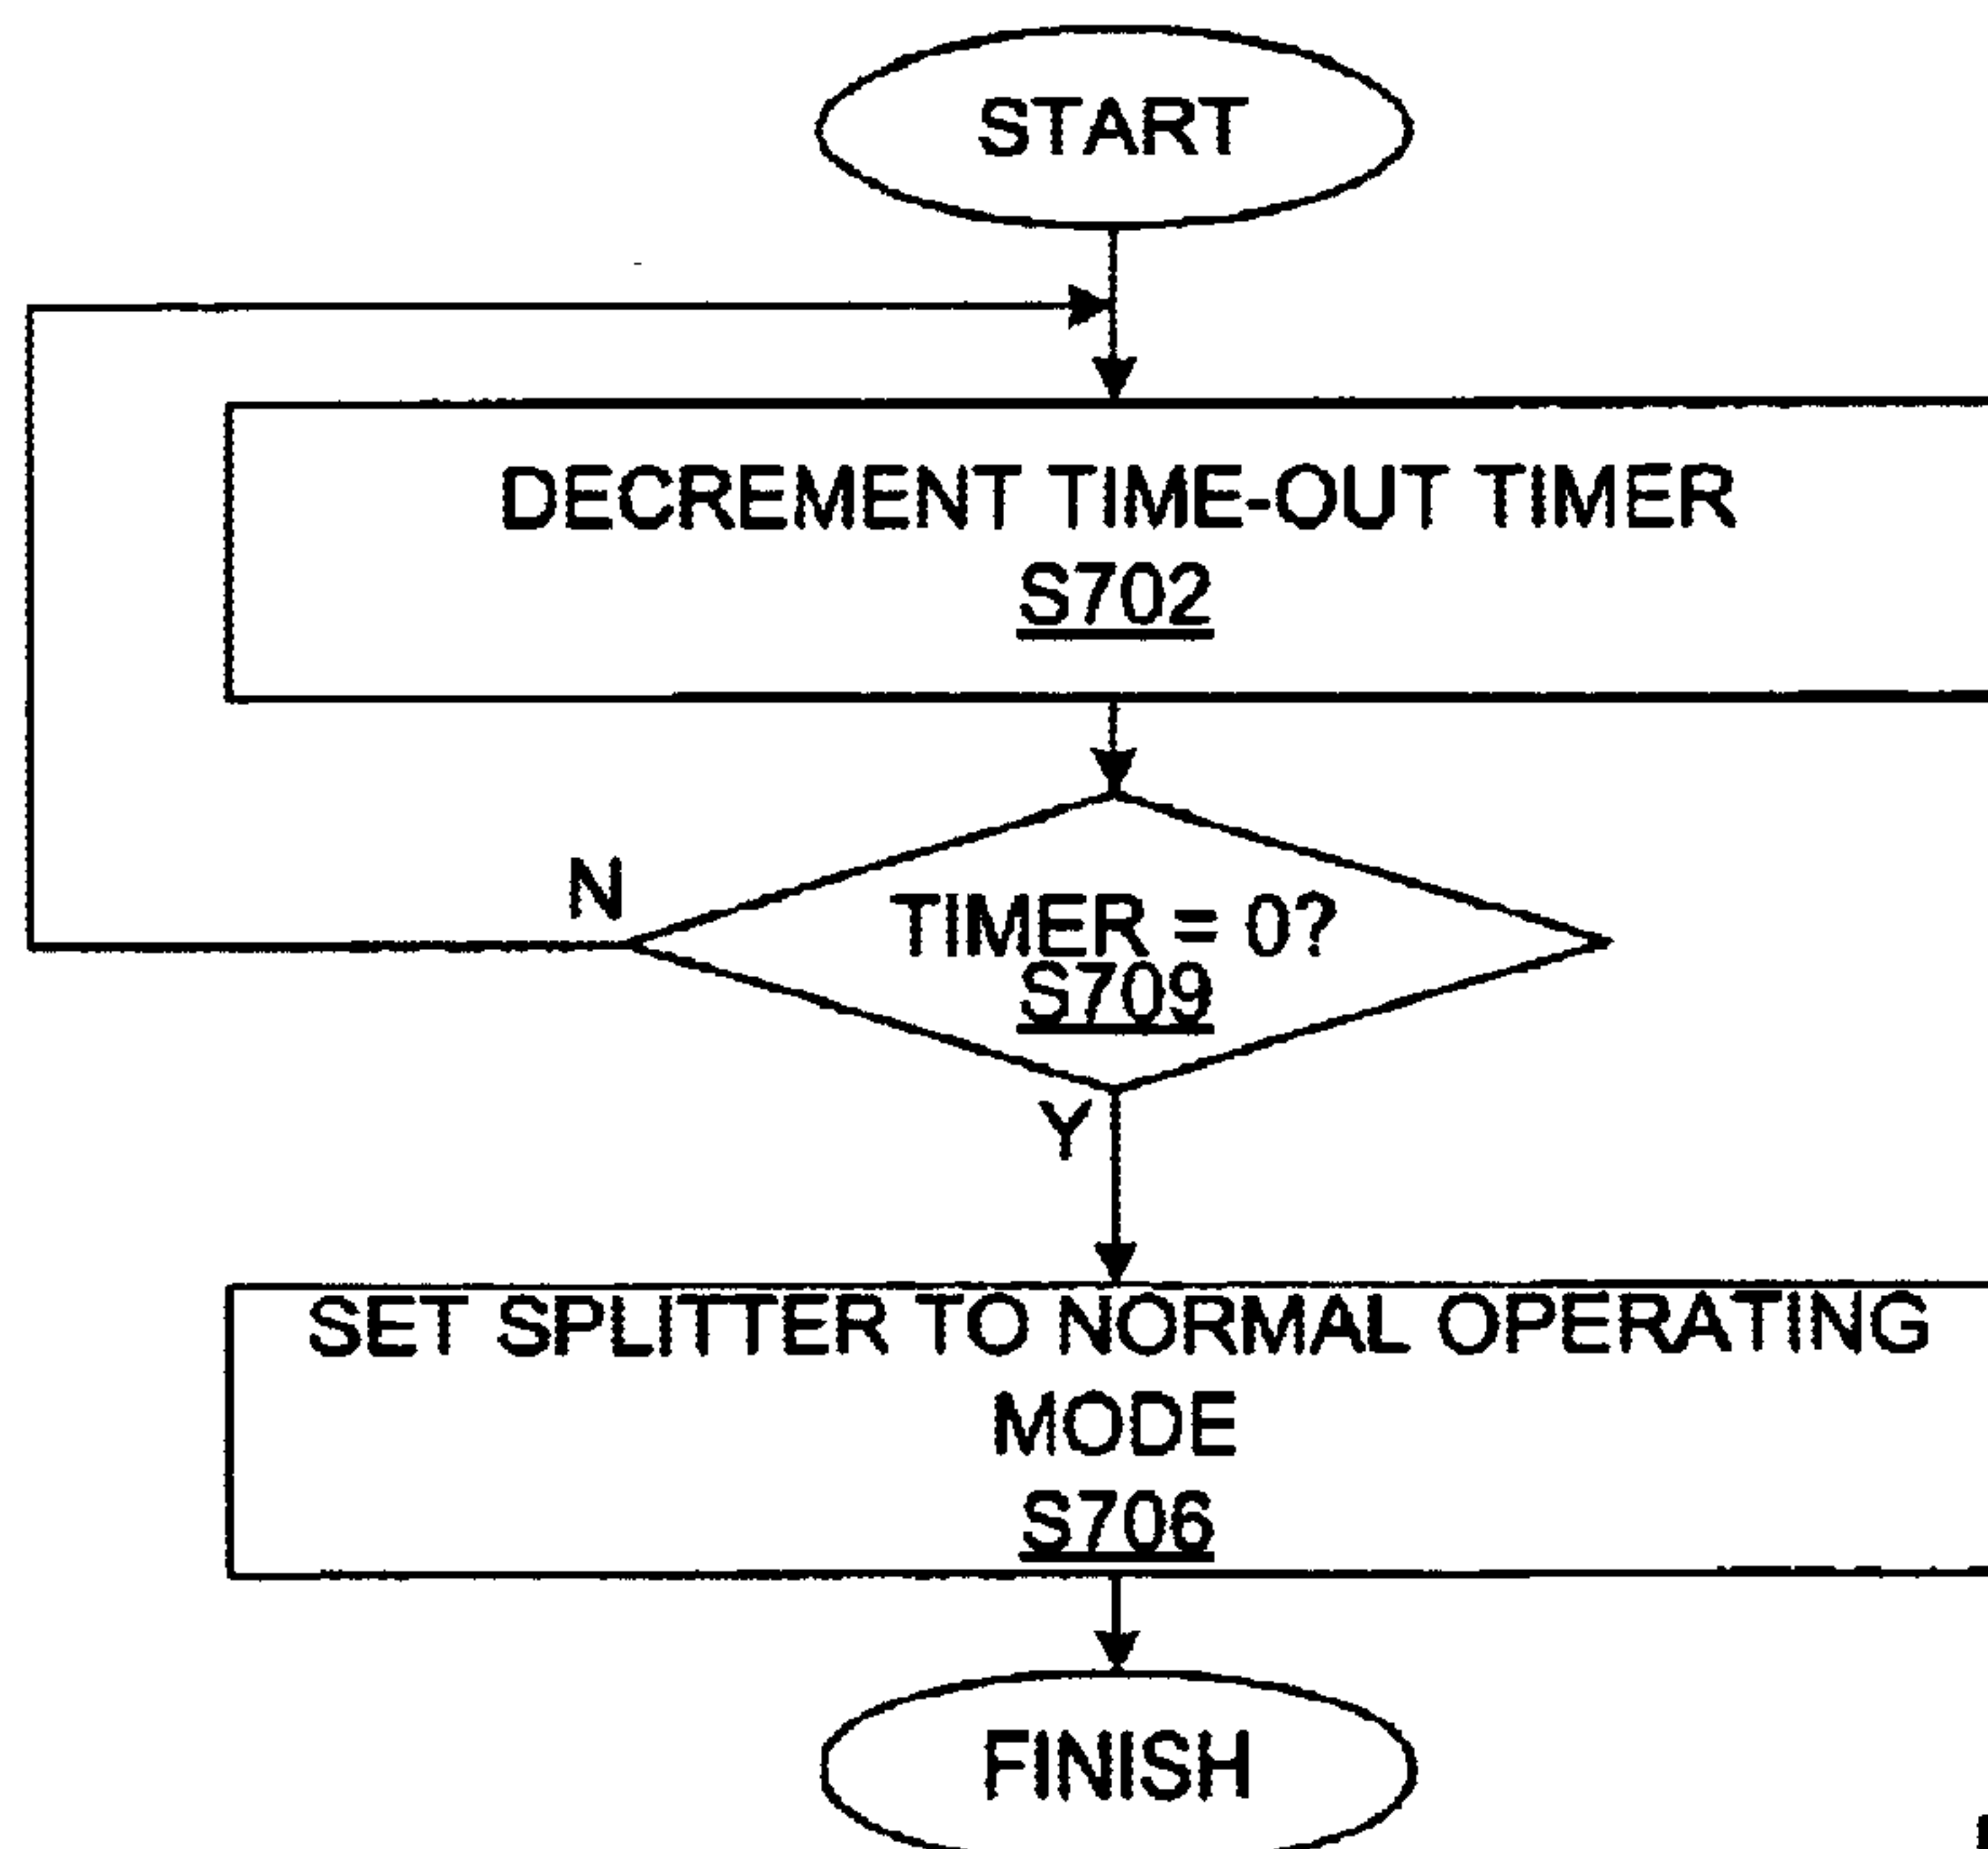 START
DECREMENT TIME-OUT TIMER
S702
N
TIMER = 0?
S709
Y
SET SPLITTER TO NORMAL OPERATING
MODE
S706
FINISH